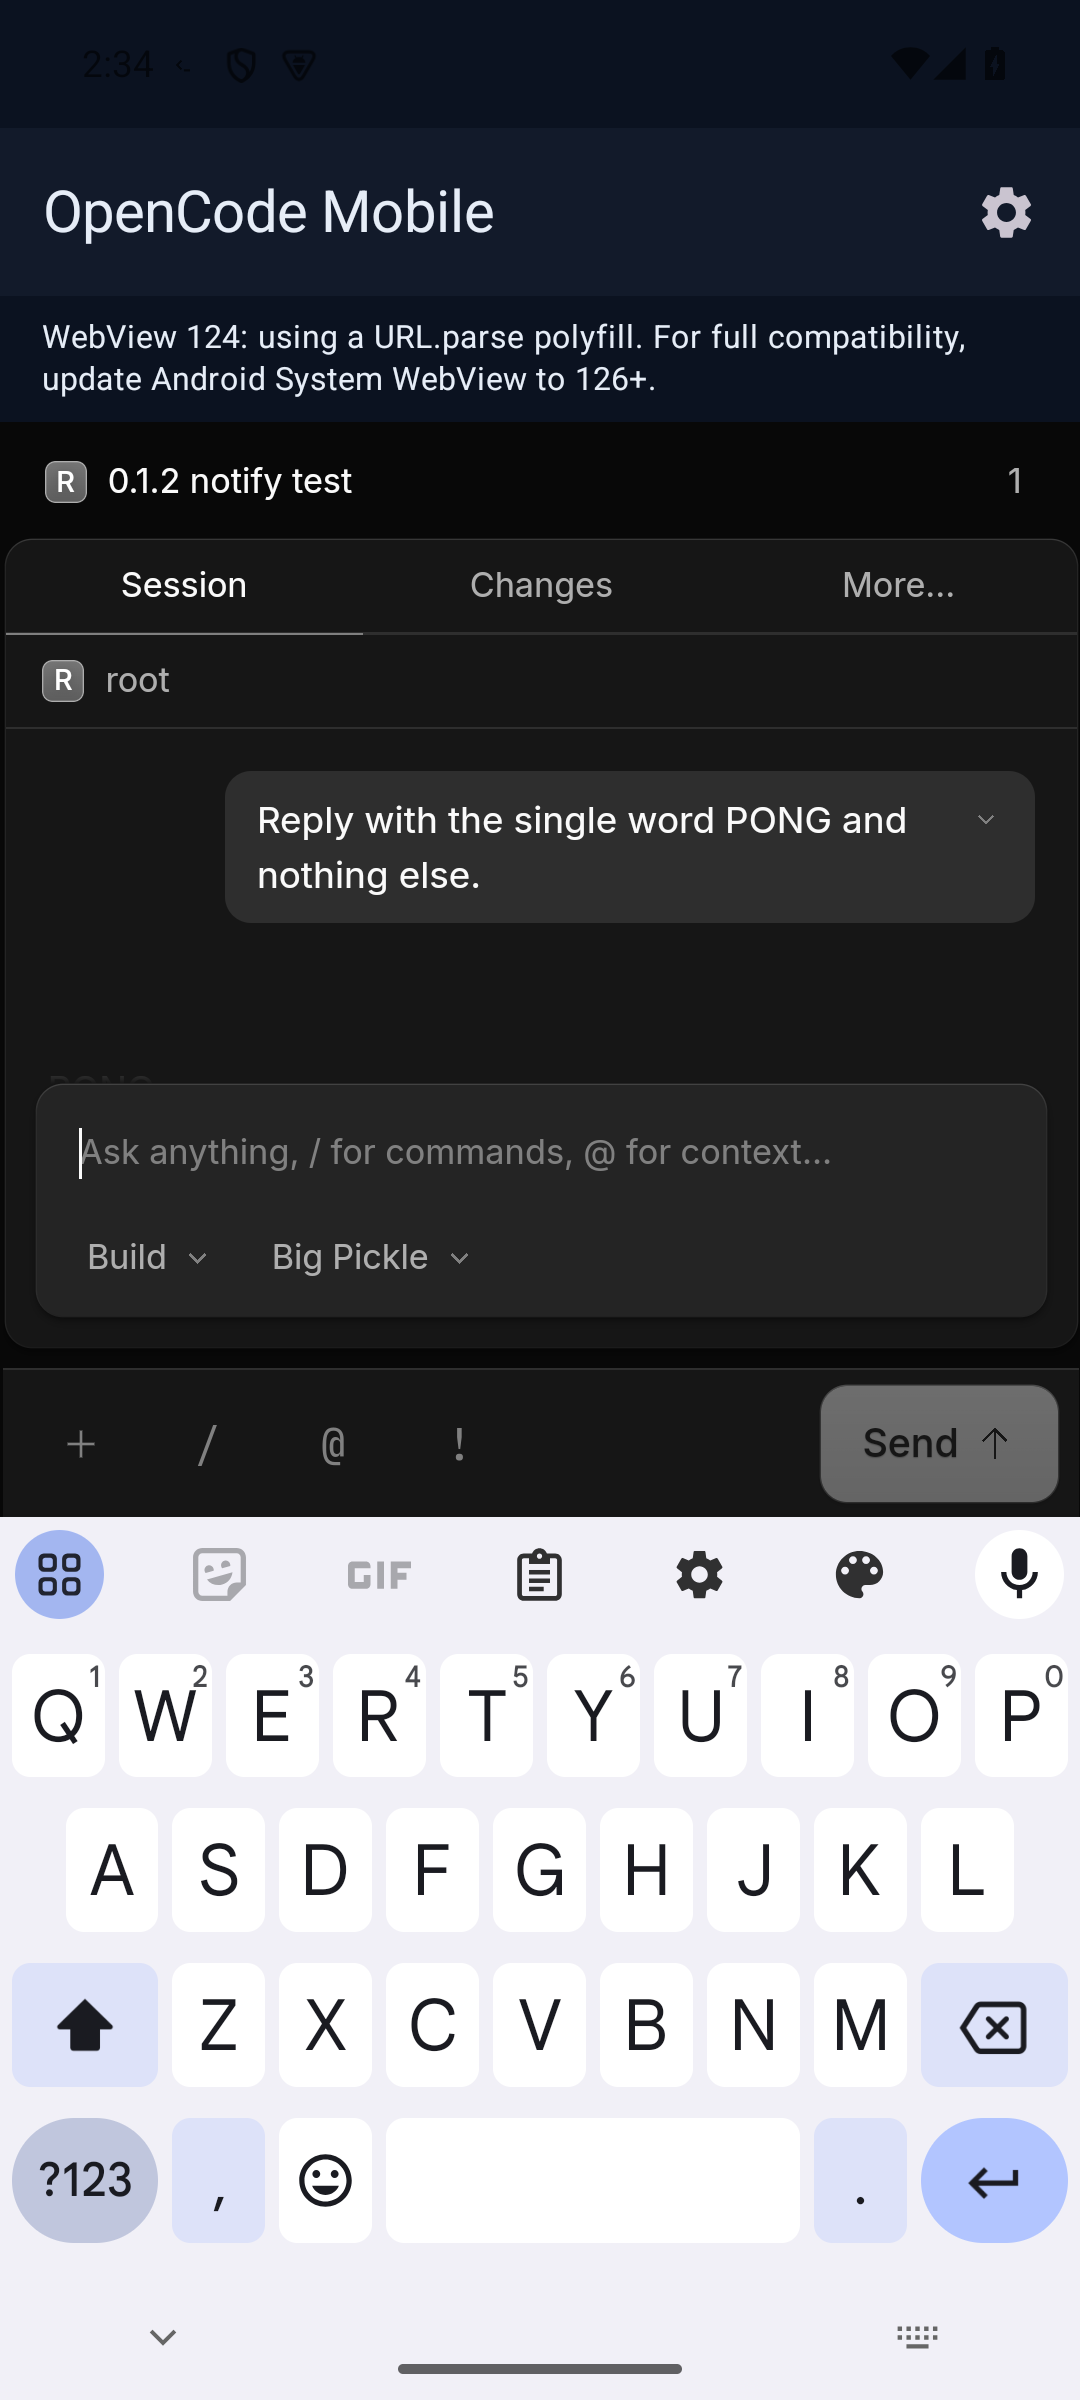 2:34
OpenCode Mobile
WebView 124: using a URL.parse polyfill. For full compatibility,
update Android System WebView to 126+.
R 0.1.2 notify test 1
Session Changes More...
R root
Reply with the single word PONG and
nothing else.
PONG
Ask anything, / for commands, @ for context...
Build Big Pickle
+ / @ ! Send ↑
GIF
Q 1 W 2 E 3 R 4 T 5 Y 6 U 7 I 8 O 9 P 0
A S D F G H J K L
Z X C V B N M
?123 , .